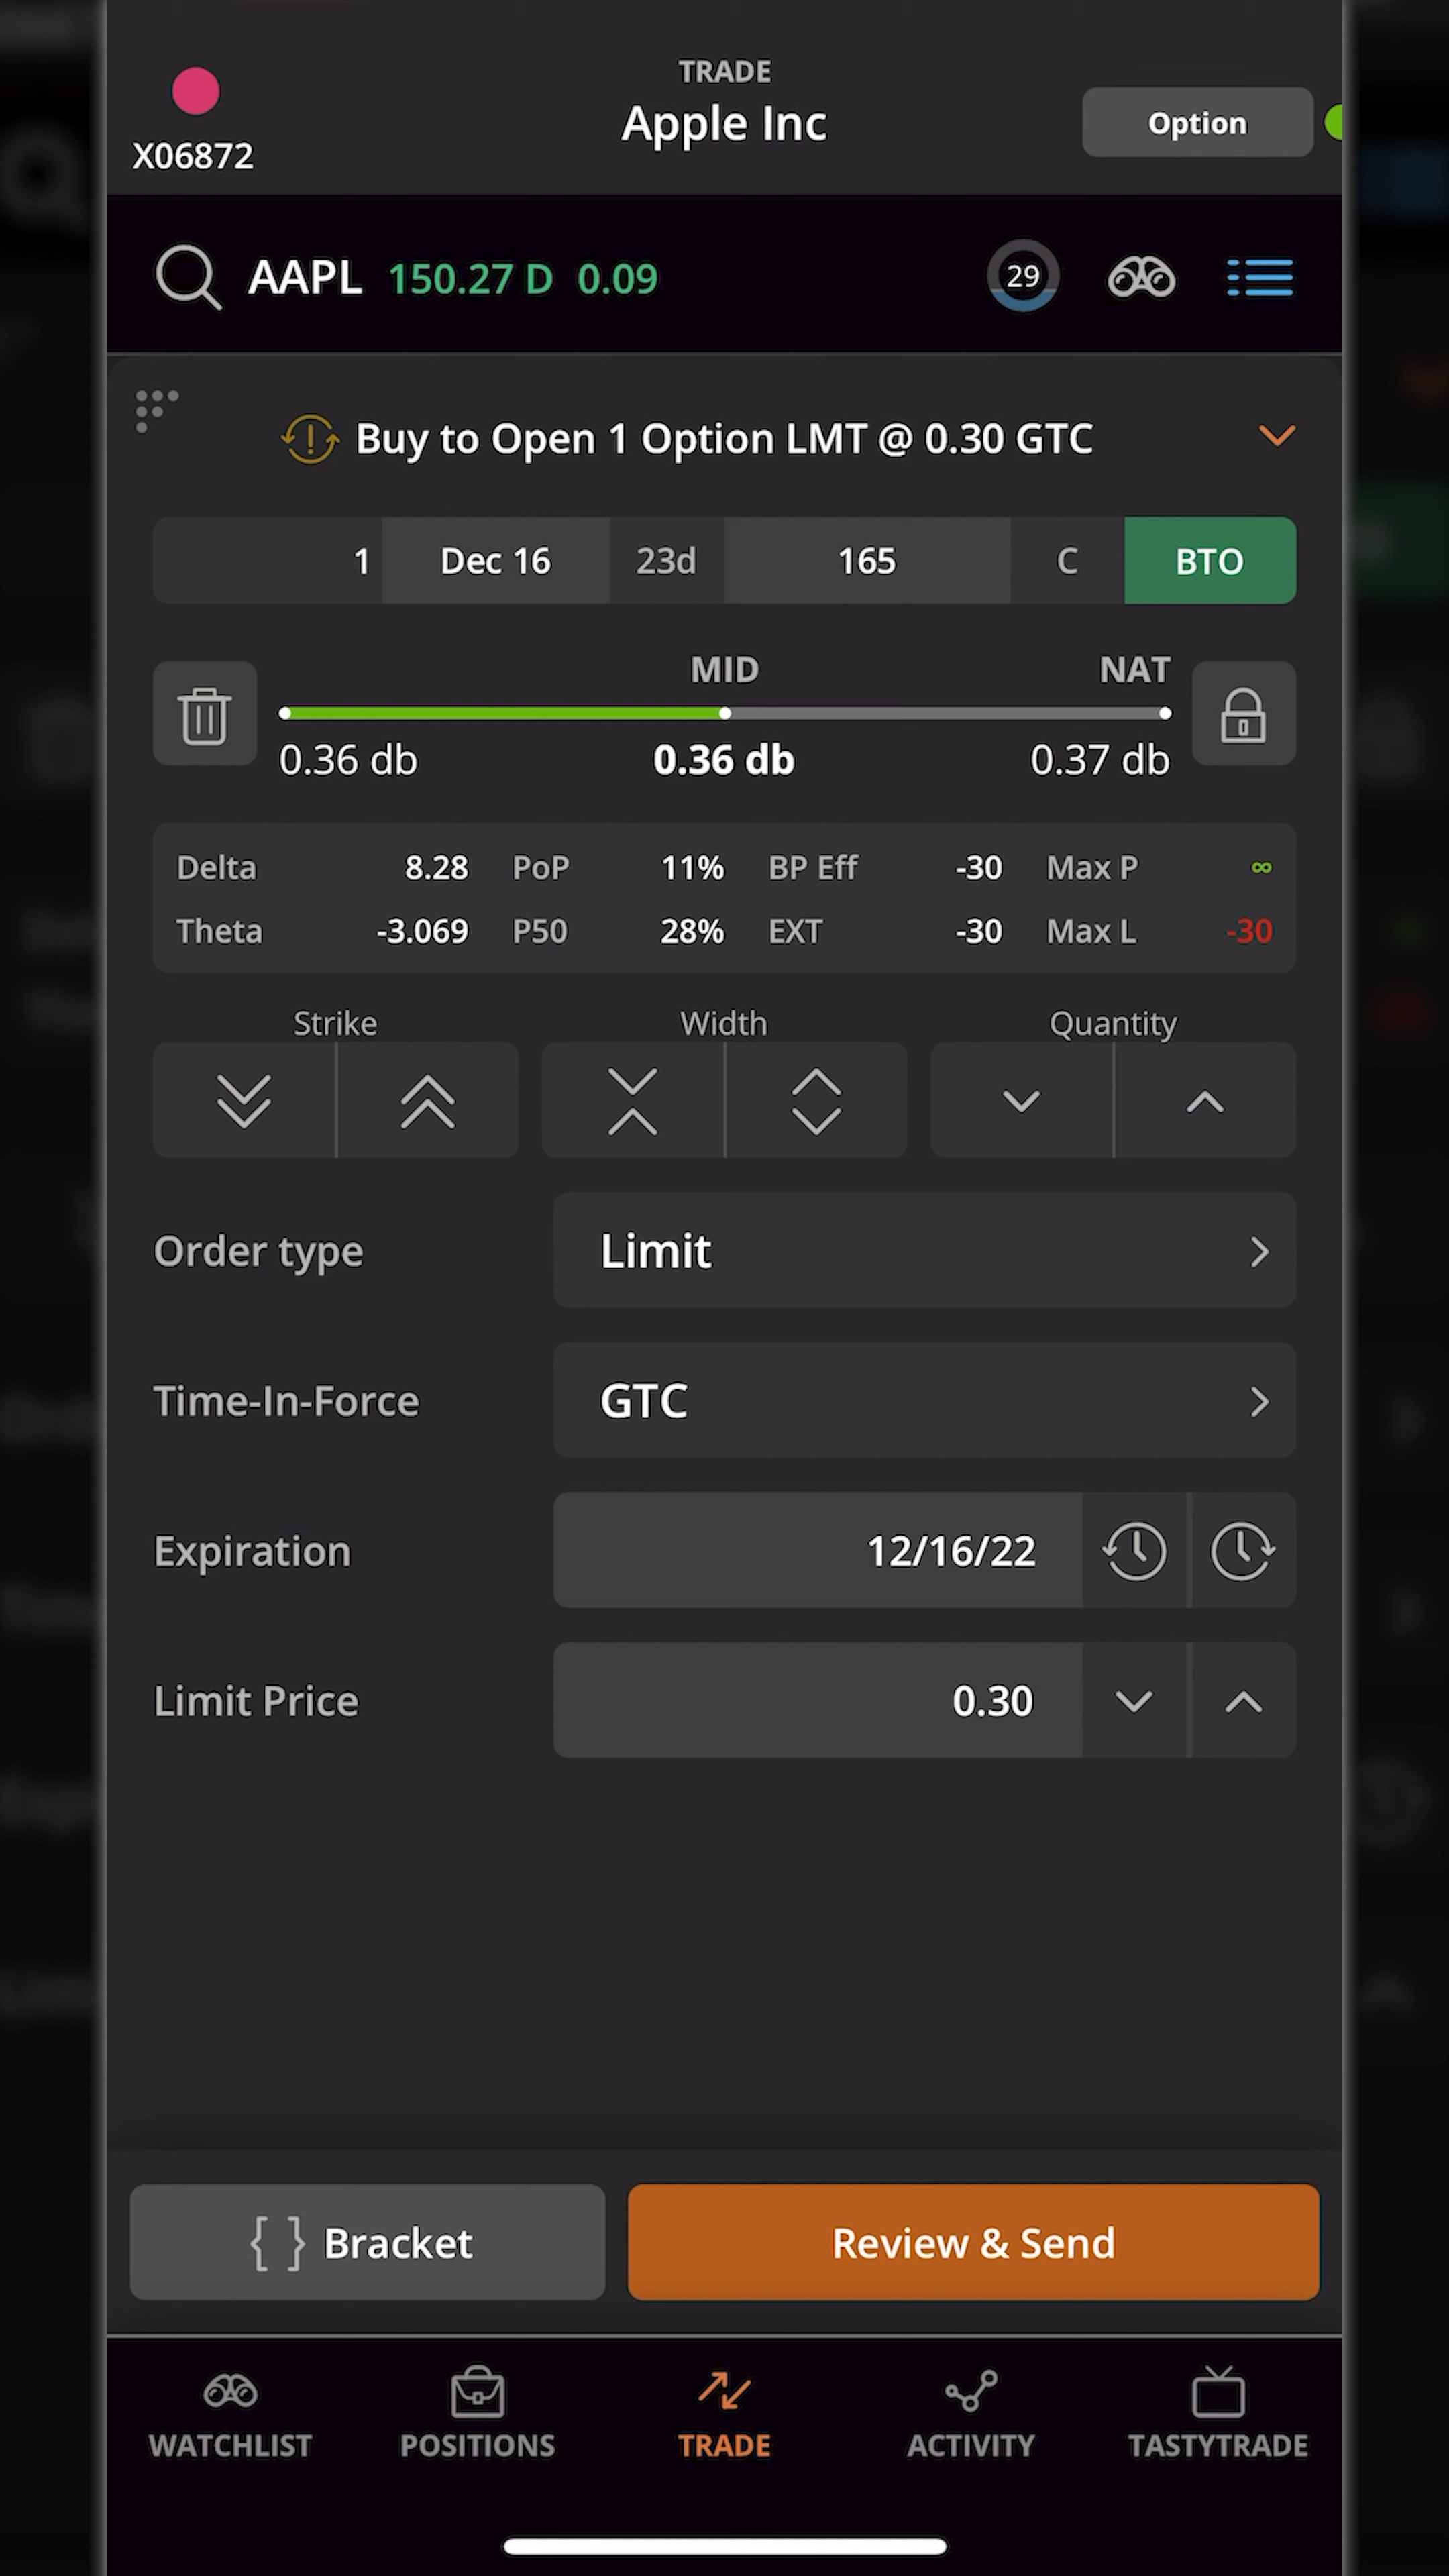 TRADE
X06872
Apple Inc
Option
AAPL 150.27 D 0.09
29
Buy to Open 1 Option LMT @ 0.30 GTC
1 Dec 16 23d 165 C BTO
MID NAT
0.36 db 0.36 db 0.37 db
Delta 8.28 PoP 11% BP Eff -30 Max P ∞
Theta -3.069 P50 28% EXT -30 Max L -30
Strike Width Quantity
Order type Limit
Time-In-Force GTC
Expiration 12/16/22
Limit Price 0.30
{ } Bracket Review & Send
WATCHLIST POSITIONS TRADE ACTIVITY TASTYTRADE